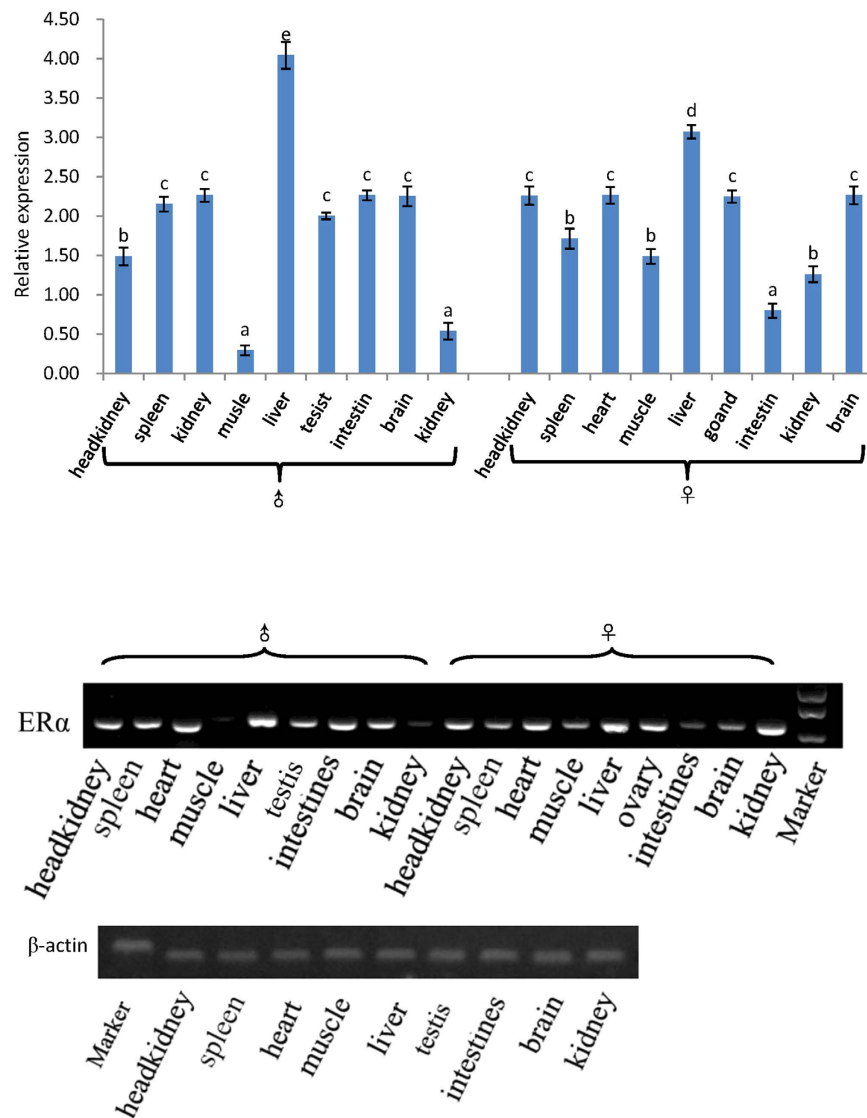 4.50
4.00
3.50
3.00
2.50
2.00
1.50
1.00
0.50
0.00
Relative expression
b c c a e c c c a c b c b d c a b c
headkidney spleen kidney musle liver tesist intestin brain kidney headkidney spleen heart muscle liver goand intestin kidney brain
♂ ♀
♂ ♀
ERα
headkidney spleen heart muscle liver testis intestines brain kidney headkidney spleen heart muscle liver ovary intestines brain kidney Marker
β-actin
Marker headkidney spleen heart muscle liver testis intestines brain kidney